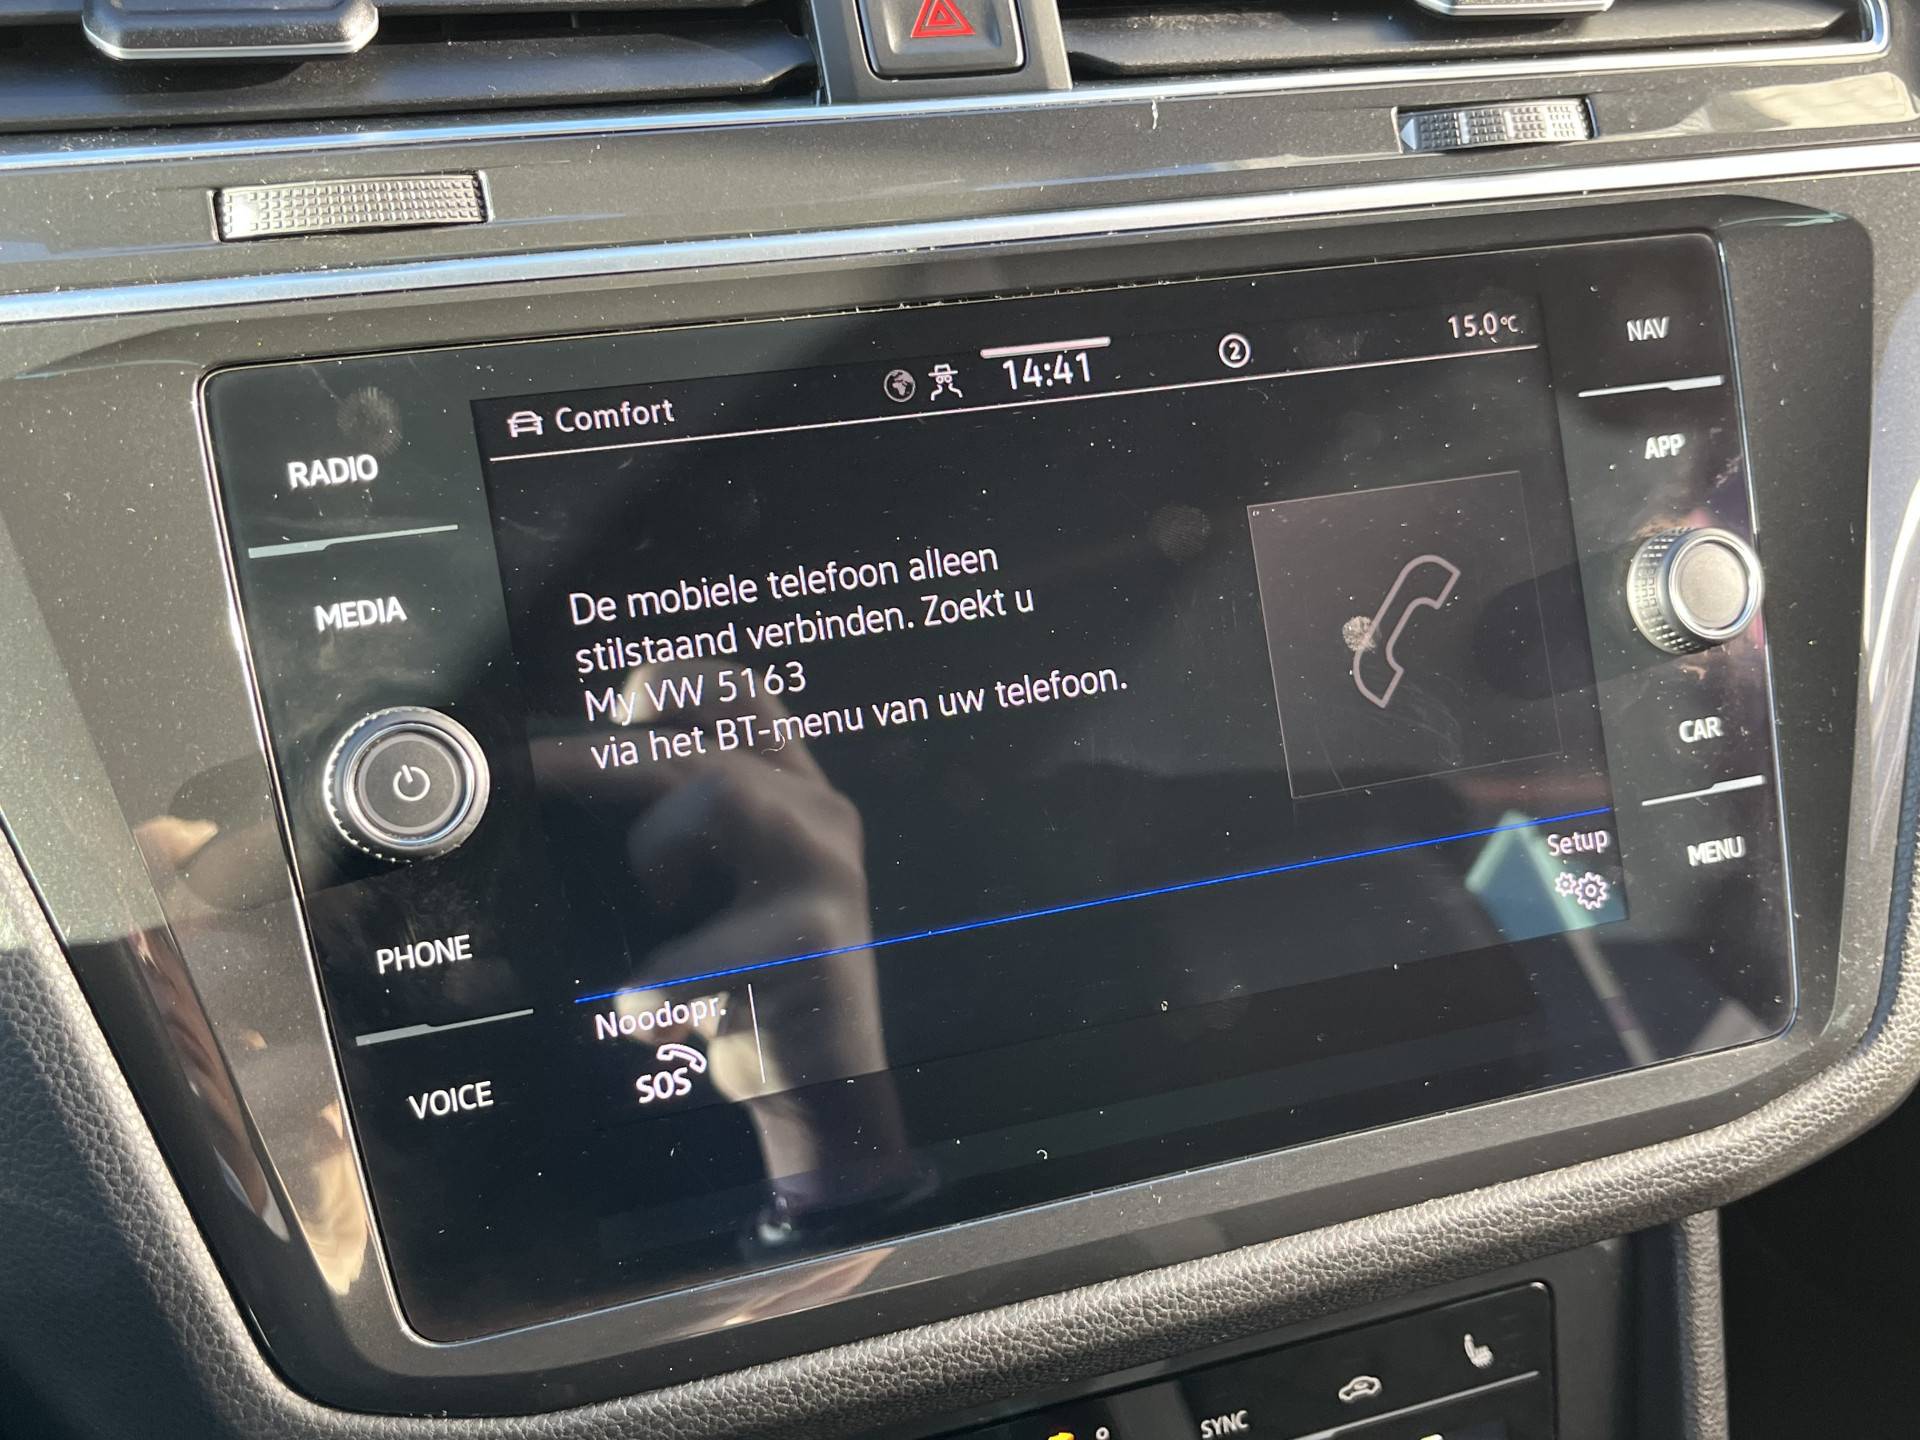 Comfort
14:41
2
15.0°C
NAV
RADIO
APP
De mobiele telefoon alleen
stilstaand verbinden. Zoekt u
My VW 5163
via het BT-menu van uw telefoon.
MEDIA
CAR
MENU
Setup
PHONE
Noodopr.
SOS
VOICE
SYNC